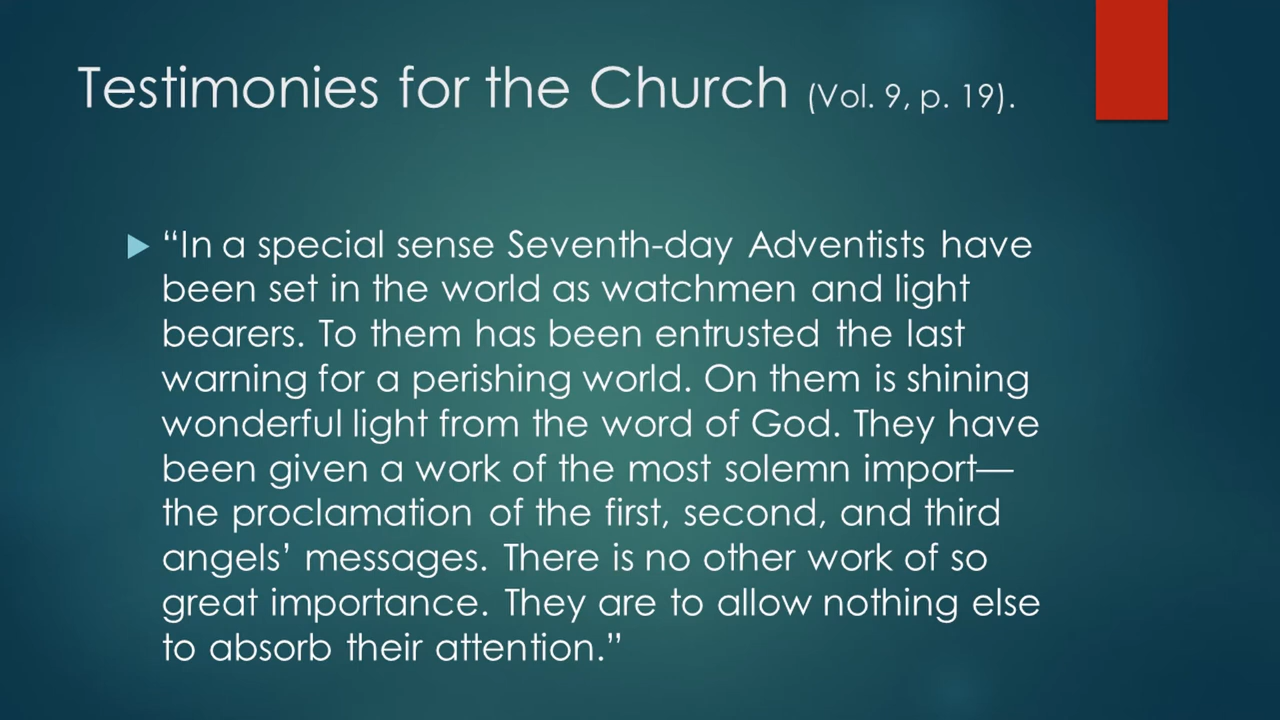 Testimonies for the Church (Vol. 9, p. 19).
“In a special sense Seventh-day Adventists have
been set in the world as watchmen and light
bearers. To them has been entrusted the last
warning for a perishing world. On them is shining
wonderful light from the word of God. They have
been given a work of the most solemn import—
the proclamation of the first, second, and third
angels’ messages. There is no other work of so
great importance. They are to allow nothing else
to absorb their attention.”